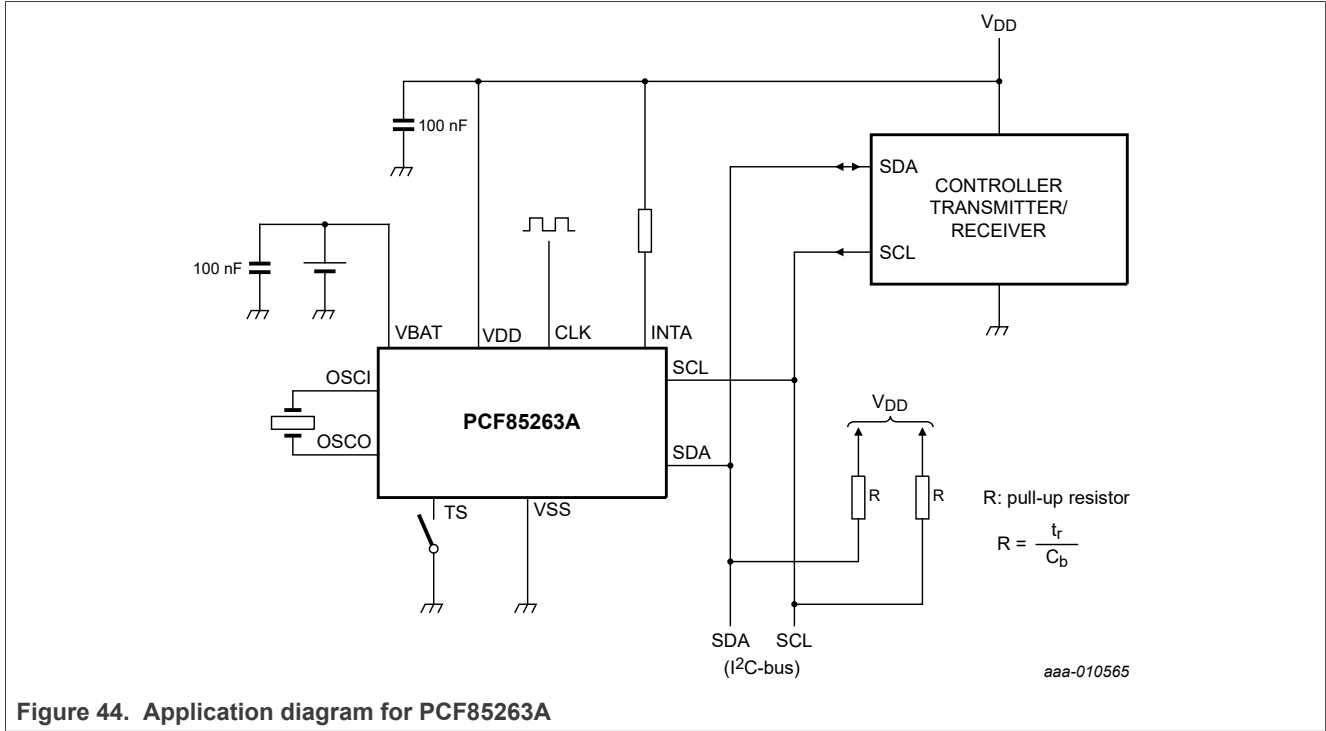 VDD
100 nF
SDA
CONTROLLER
TRANSMITTER/
RECEIVER
SCL
100 nF
VBAT
VDD
CLK
INTA
OSCI
SCL
PCF85263A
VDD
OSCO
SDA
R
R
R: pull-up resistor
R = tr
Cb
TS
VSS
SDA SCL
(I²C-bus)
aaa-010565
Figure 44. Application diagram for PCF85263A